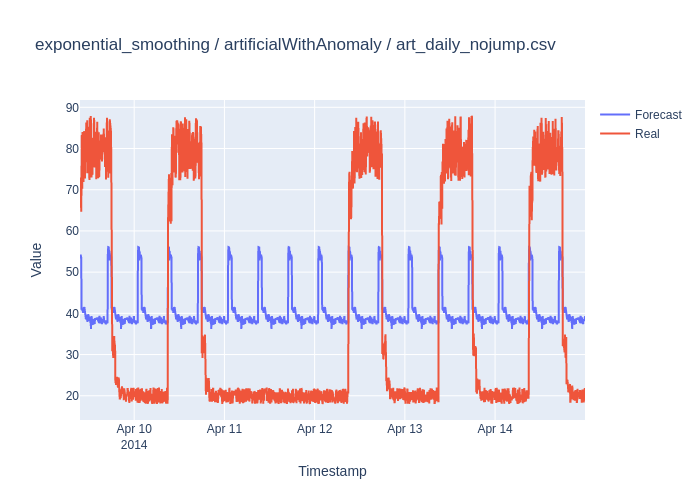 exponential_smoothing / artificialWithAnomaly / art_daily_nojump.csv
Forecast
Real
90
80
70
60
50
40
30
20
Value
Apr 10
2014
Apr 11
Apr 12
Apr 13
Apr 14
Timestamp